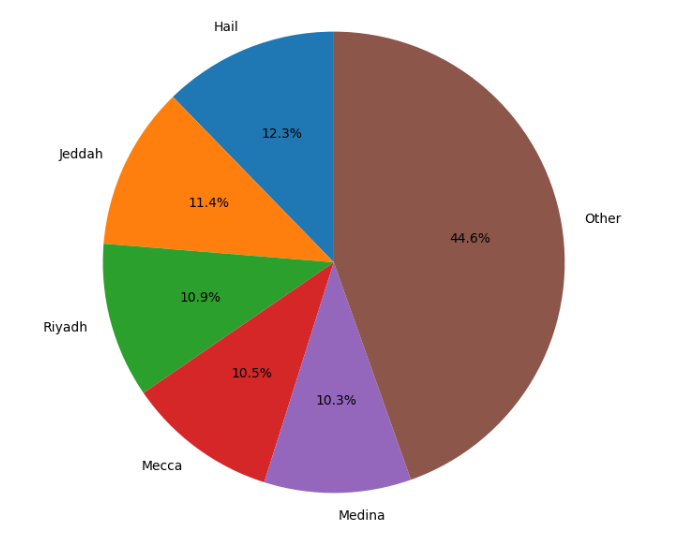 Hail
12.3%
Jeddah
11.4%
Other
44.6%
10.9%
Riyadh
10.5%
10.3%
Mecca
Medina